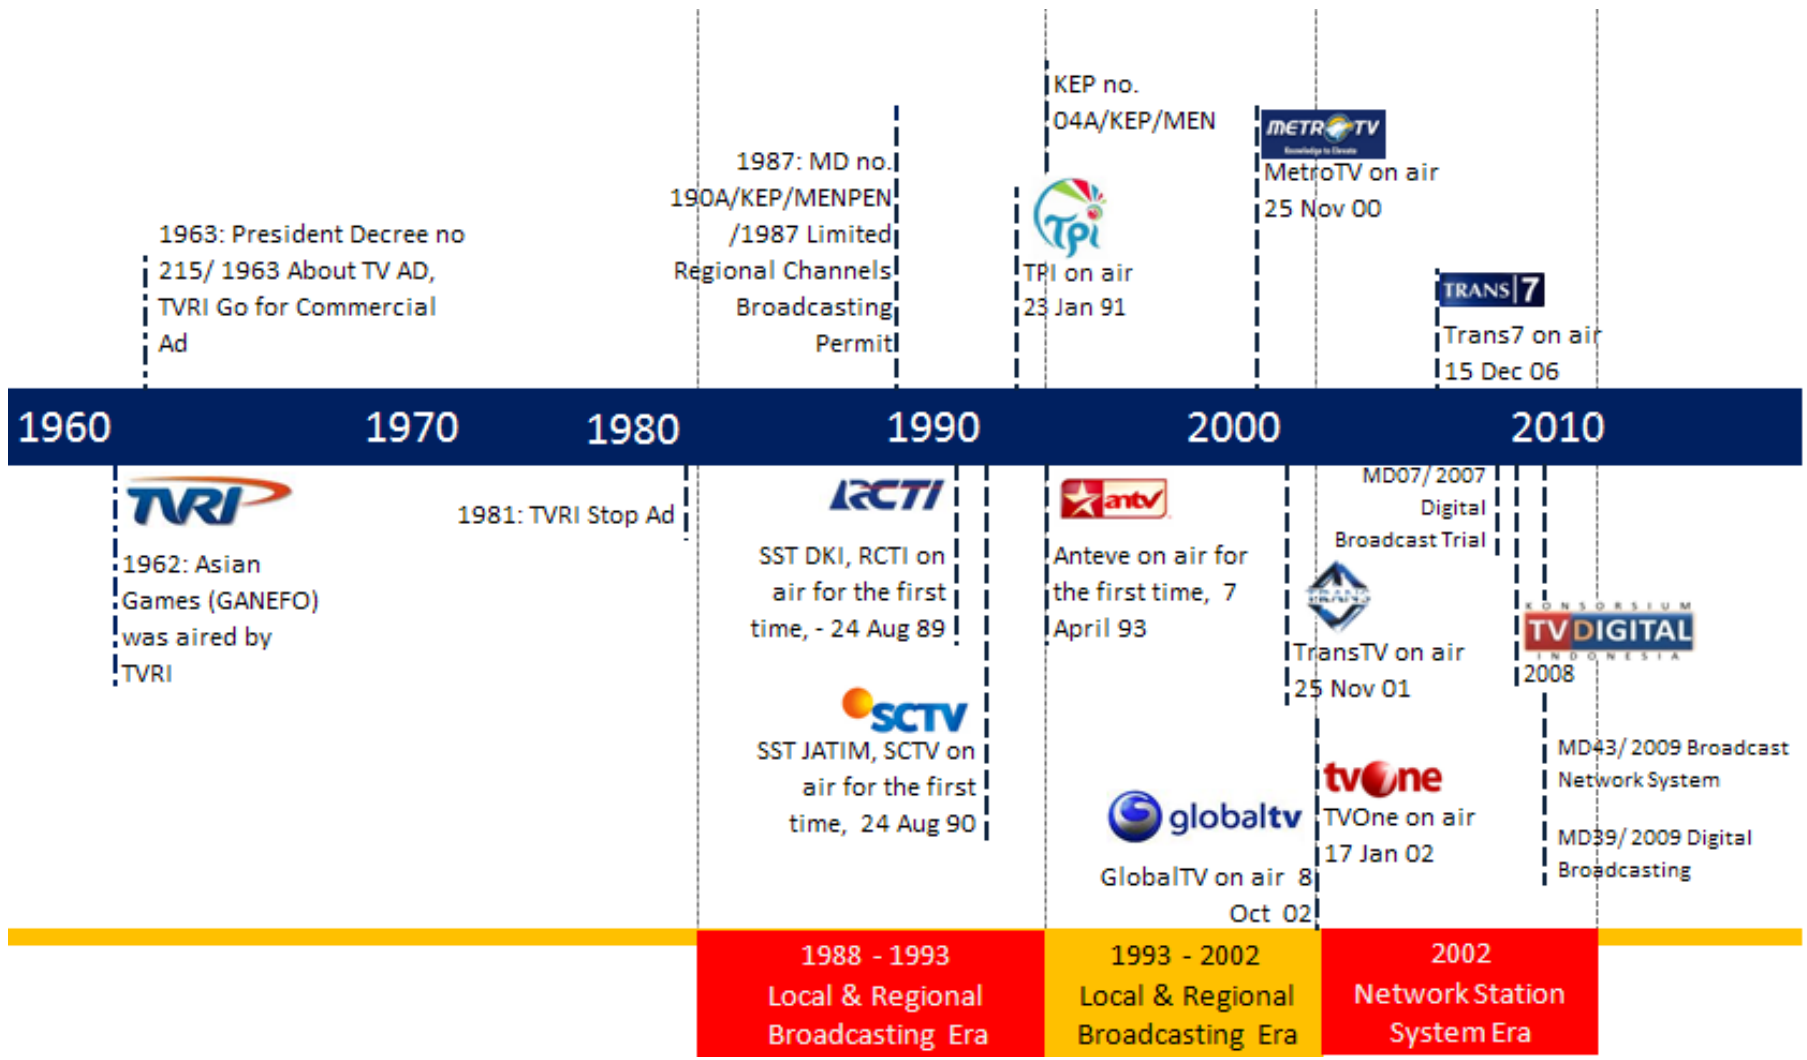 KEP no.
04A/KEP/MEN
METRO TV
Knowledge to Elevate
MetroTV on air
25 Nov 00
1987: MD no.
190A/KEP/MENPEN
/1987 Limited
Regional Channels
Broadcasting
Permit
TPi
TPI on air
23 Jan 91
1963: President Decree no
215/ 1963 About TV AD,
TVRI Go for Commercial
Ad
TRANS|7
Trans7 on air
15 Dec 06
1960 1970 1980 1990 2000 2010
TVRI
1962: Asian
Games (GANEFO)
was aired by
TVRI
1981: TVRI Stop Ad
RCTI
SST DKI, RCTI on
air for the first
time, - 24 Aug 89
SCTV
SST JATIM, SCTV on
air for the first
time, 24 Aug 90
antv
Anteve on air for
the first time, 7
April 93
MD07/ 2007
Digital
Broadcast Trial
TRANS
TransTV on air
25 Nov 01
KONSORSIUM
TV DIGITAL
INDONESIA
2008
globaltv
GlobalTV on air 8
Oct 02
tvOne
TVOne on air
17 Jan 02
MD43/ 2009 Broadcast
Network System
MD39/ 2009 Digital
Broadcasting
1988 - 1993
Local & Regional
Broadcasting Era
1993 - 2002
Local & Regional
Broadcasting Era
2002
Network Station
System Era